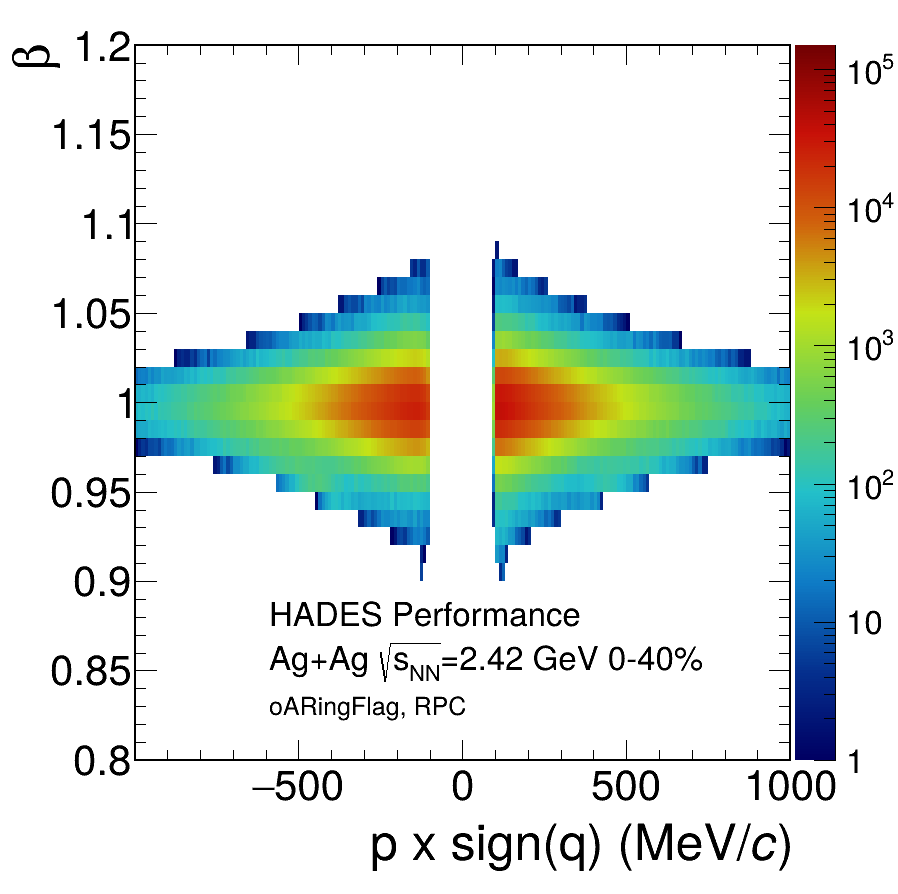 β
1.2
1.15
1.1
1.05
1
0.95
0.9
0.85
0.8
10⁵
10⁴
10³
10²
10
1
HADES Performance
Ag+Ag √sNN=2.42 GeV 0-40%
oARingFlag, RPC
−500 0 500 1000
p x sign(q) (MeV/c)